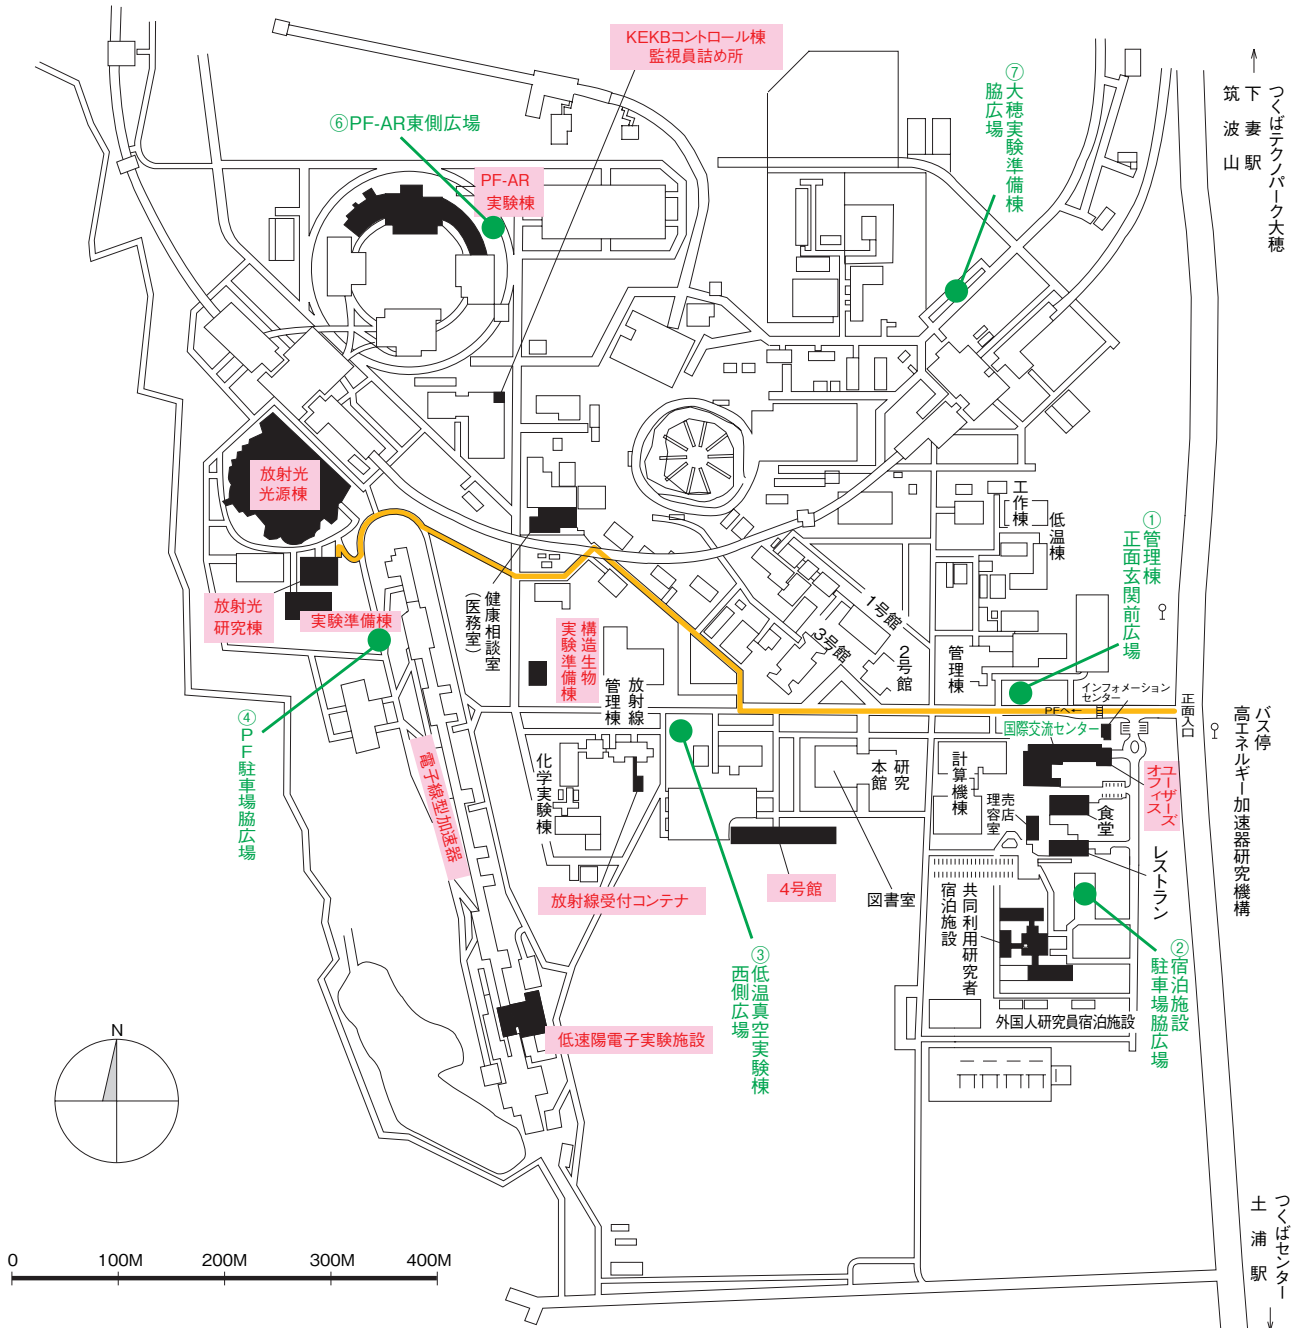 KEKBコントロール棟
監視員詰め所
⑦大穂実験準備棟
脇広場
つくばテクノパーク大穂
下妻駅
筑波山
⑥PF-AR東側広場
PF-AR
実験棟
放射光
光源棟
工作棟
低温棟
①管理棟
正面玄関前広場
放射光
研究棟
実験準備棟
健康相談室
（医務室）
構造生物
実験準備棟
放射線
管理棟
1号館
3号館
2号館
管理棟
インフォメーション
センター
PFへ←
正面入口
国際交流センター
バス停
高エネルギー加速器研究機構
④PF駐車場脇広場
電子線型加速器
化学実験棟
研究
本館
計算機棟
売店
理容室
食堂
ユーザーズ
オフィス
レストラン
4号館
放射線受付コンテナ
図書室
共同利用研究者
宿泊施設
②宿泊施設
駐車場脇広場
③低温真空実験棟
西側広場
外国人研究員宿泊施設
低速陽電子実験施設
N
つくばセンター
土浦駅
0 100M 200M 300M 400M